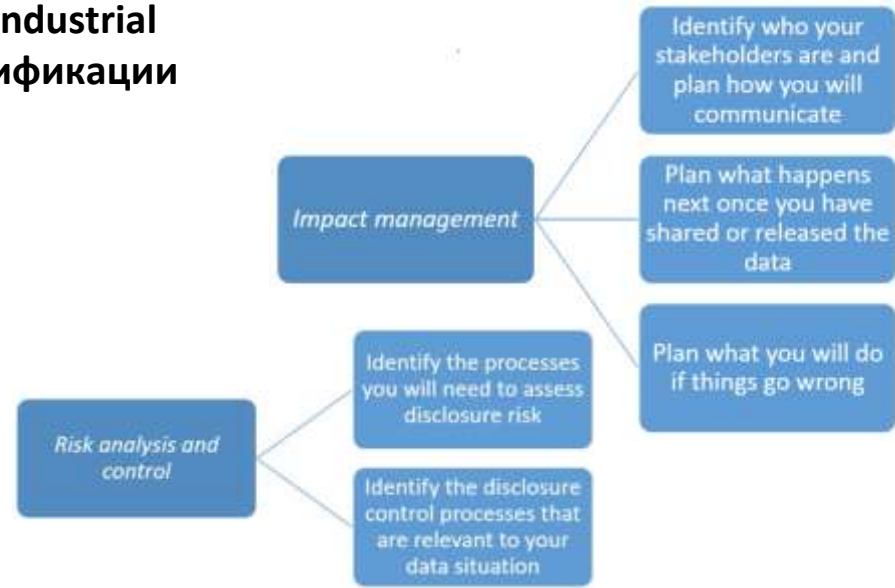 ndustrial
ификации
Identify who your
stakeholders are and
plan how you will
communicate
Impact management
Plan what happens
next once you have
shared or released the
data
Plan what you will do
if things go wrong
Risk analysis and
control
Identify the processes
you will need to assess
disclosure risk
Identify the disclosure
control processes that
are relevant to your
data situation